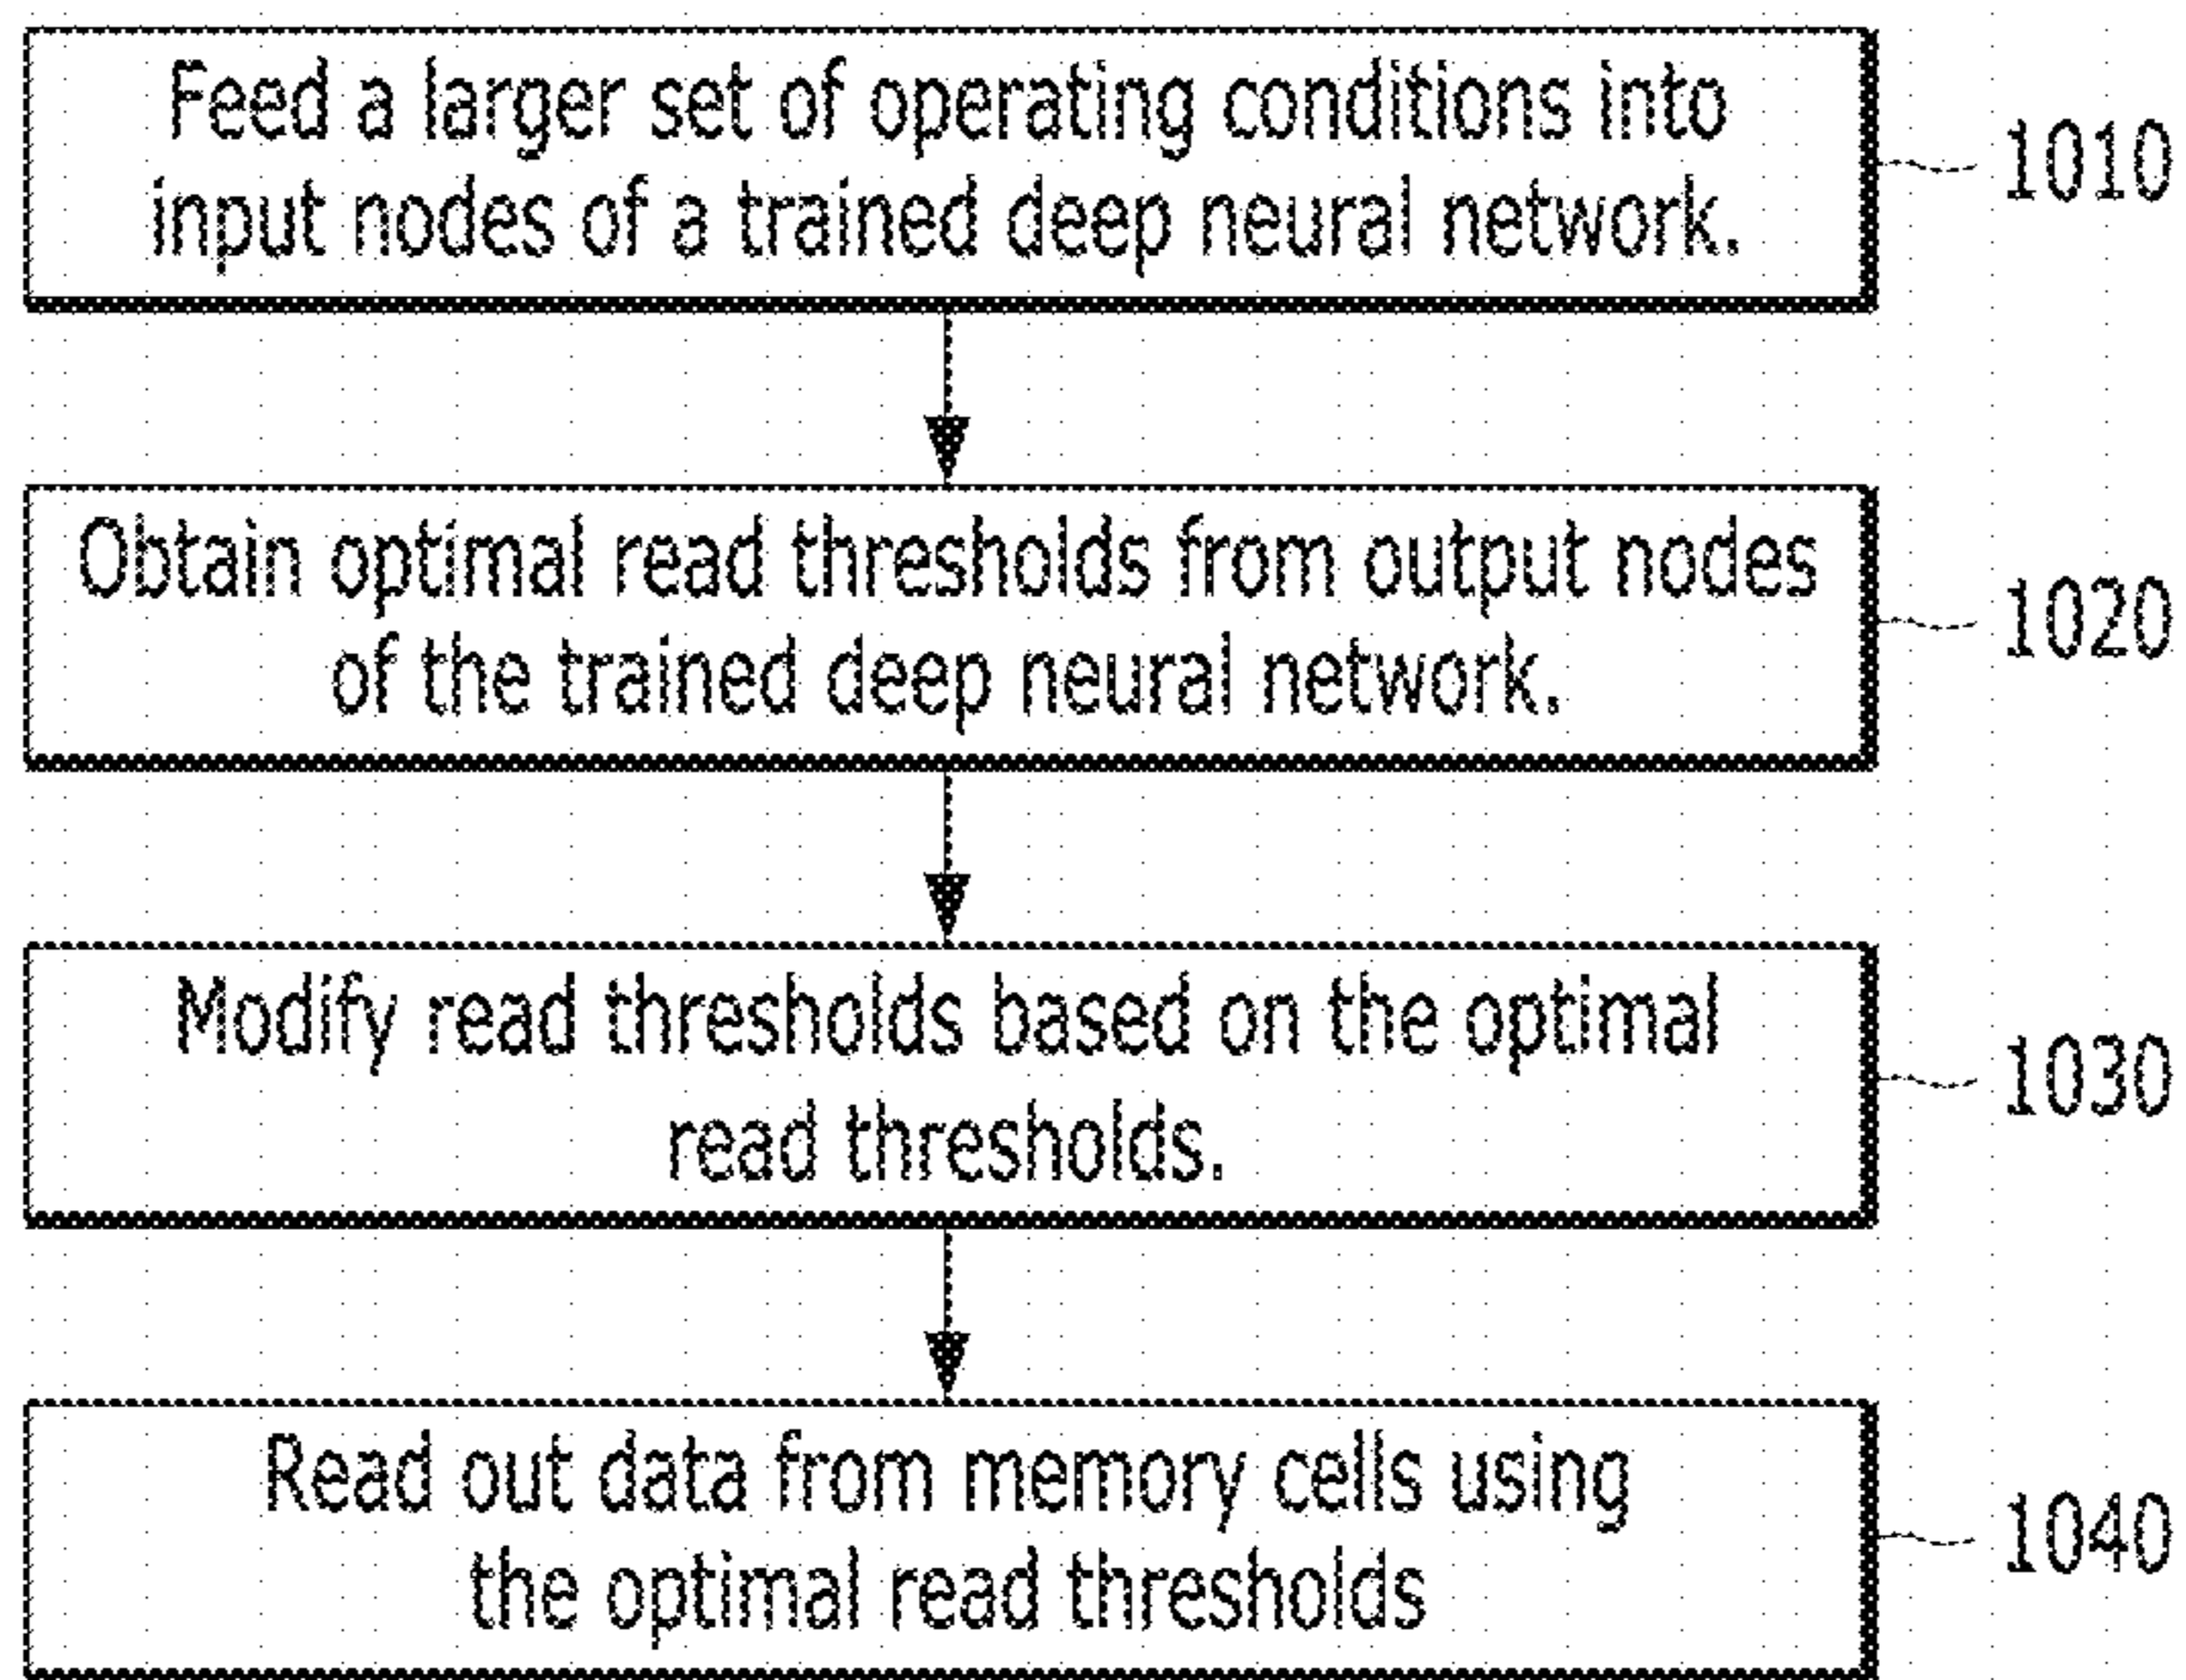 Feed a larger set of operating conditions into
input nodes of a trained deep neural network.
1010
Obtain optimal read thresholds from output nodes
of the trained deep neural network.
1020
Modify read thresholds based on the optimal
read thresholds.
1030
Read out data from memory cells using
the optimal read thresholds
1040